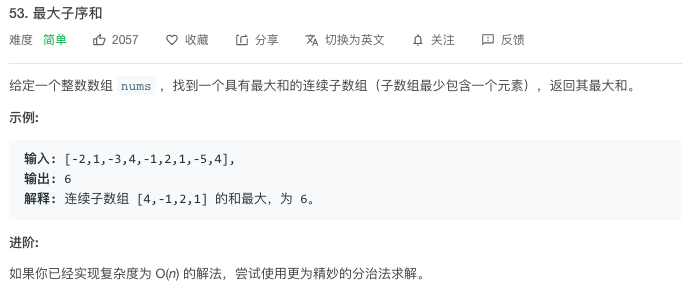 53. 最大子序和
难度 简单 2057 收藏 分享 切换为英文 关注 反馈
给定一个整数数组 nums ，找到一个具有最大和的连续子数组（子数组最少包含一个元素），返回其最大和。
示例:
输入: [-2,1,-3,4,-1,2,1,-5,4],
输出: 6
解释: 连续子数组 [4,-1,2,1] 的和最大，为 6。
进阶:
如果你已经实现复杂度为 O(n) 的解法，尝试使用更为精妙的分治法求解。